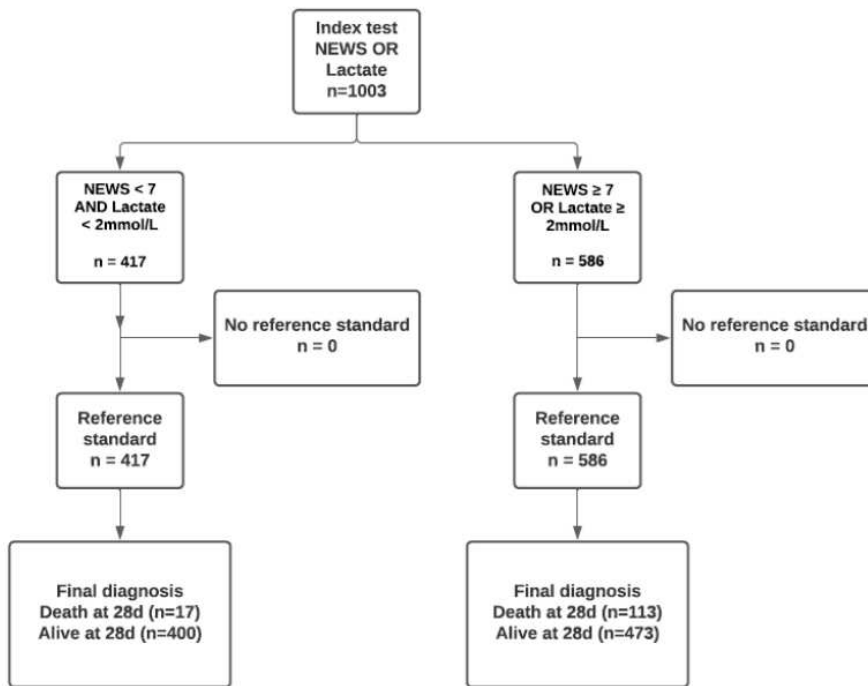 Index test
NEWS OR
Lactate
n=1003
NEWS < 7
AND Lactate
< 2mmol/L
n = 417
NEWS ≥ 7
OR Lactate ≥
2mmol/L
n = 586
No reference standard
n = 0
No reference standard
n = 0
Reference
standard
n = 417
Reference
standard
n = 586
Final diagnosis
Death at 28d (n=17)
Alive at 28d (n=400)
Final diagnosis
Death at 28d (n=113)
Alive at 28d (n=473)